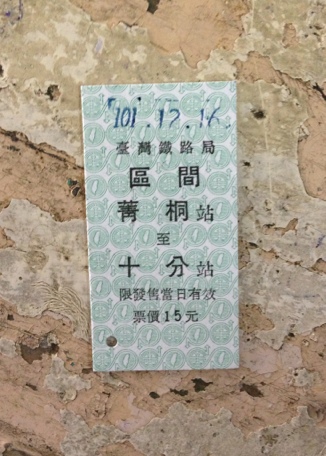 101.12.16
臺灣鐵路局
區間
菁桐站
至
十分站
限發售當日有效
票價15元